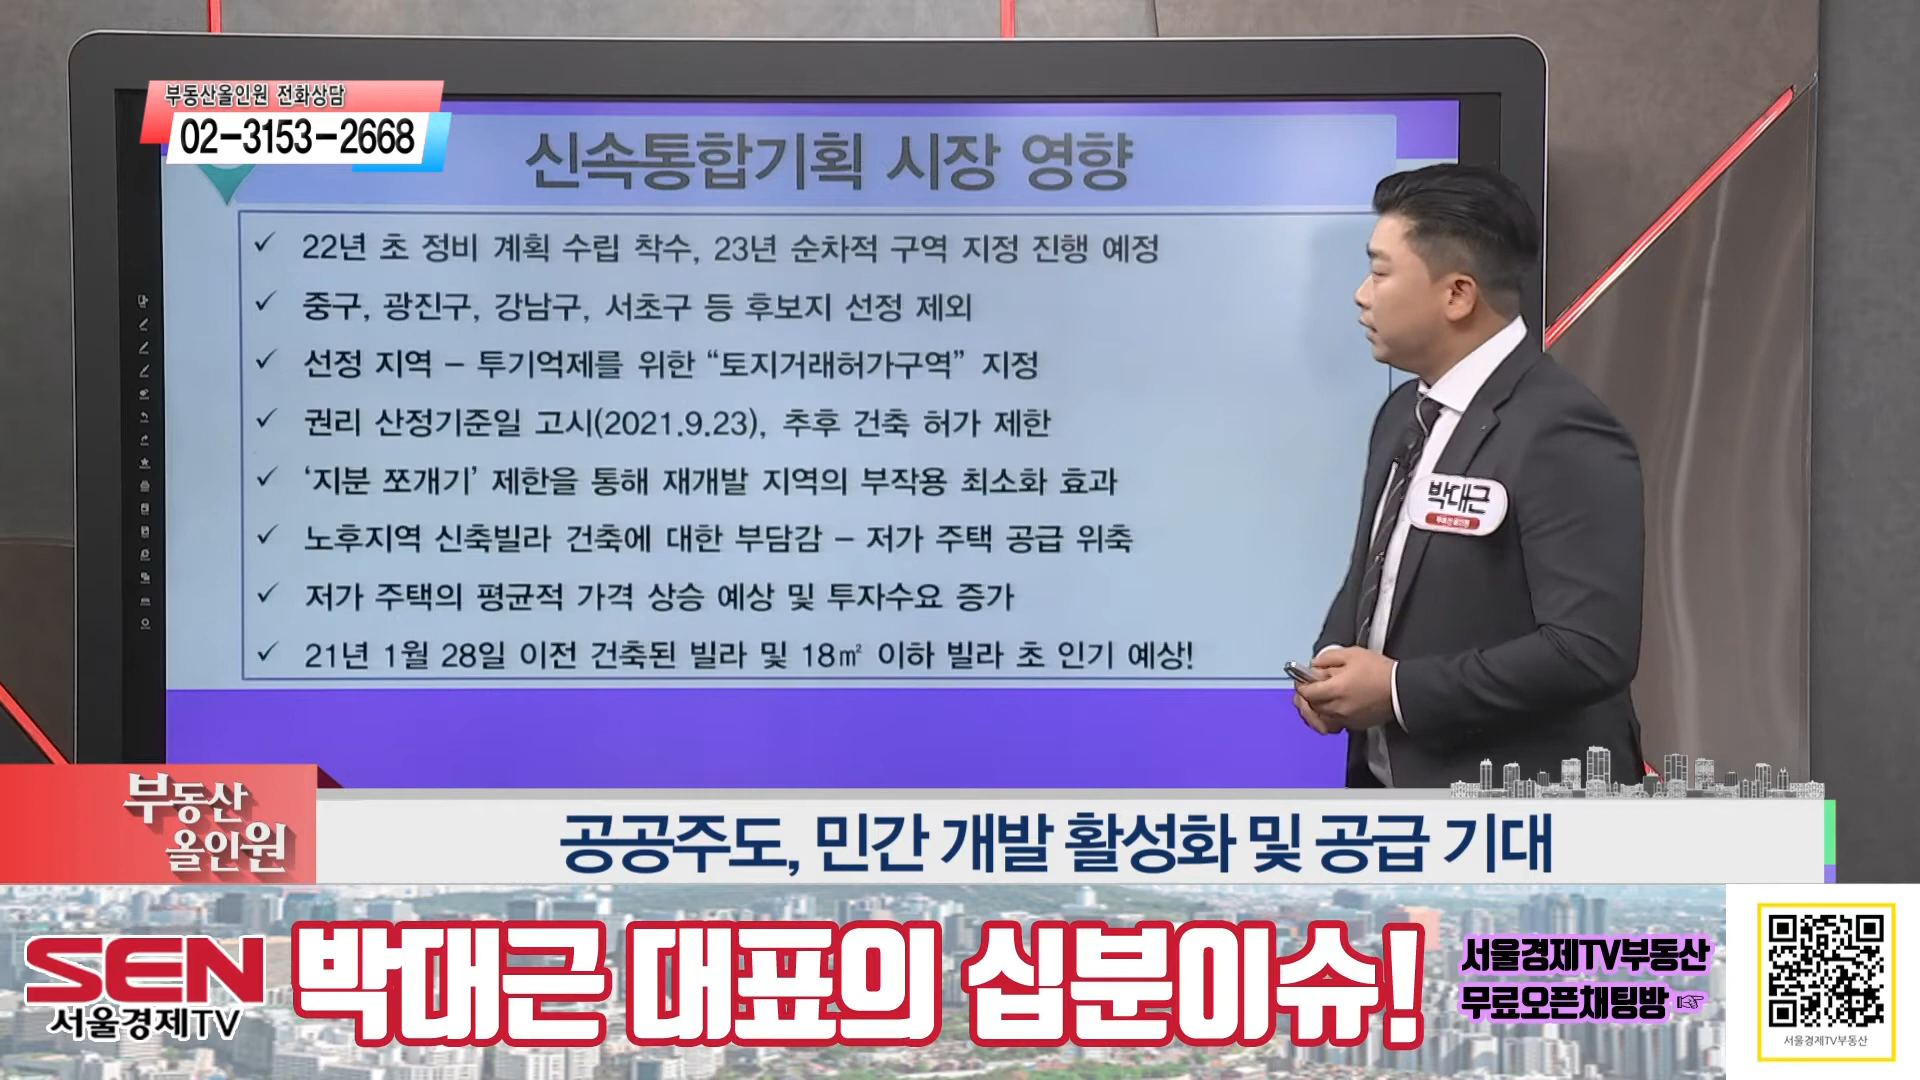 부동산올인원 전화상담
02-3153-2668
신속통합기획 시장 영향
✓ 22년 초 정비 계획 수립 착수, 23년 순차적 구역 지정 진행 예정
✓ 중구, 광진구, 강남구, 서초구 등 후보지 선정 제외
✓ 선정 지역 – 투기억제를 위한 “토지거래허가구역” 지정
✓ 권리 산정기준일 고시(2021.9.23), 추후 건축 허가 제한
✓ ‘지분 쪼개기’ 제한을 통해 재개발 지역의 부작용 최소화 효과
✓ 노후지역 신축빌라 건축에 대한 부담감 – 저가 주택 공급 위축
✓ 저가 주택의 평균적 가격 상승 예상 및 투자수요 증가
✓ 21년 1월 28일 이전 건축된 빌라 및 18㎡ 이하 빌라 초 인기 예상!
박대근
부동산올인원
부동산
올인원
공공주도, 민간 개발 활성화 및 공급 기대
SEN
서울경제TV
박대근 대표의 십분이슈!
서울경제TV부동산
무료오픈채팅방 ☞
서울경제TV부동산